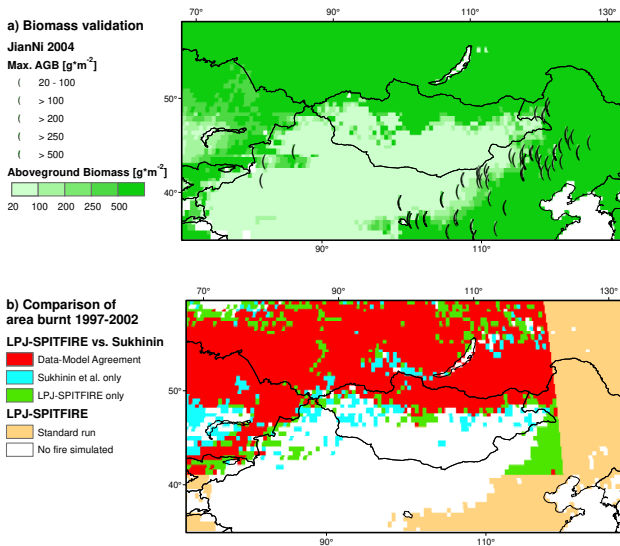 a) Biomass validation
JianNi 2004
Max. AGB [g*m-2]
( 20 - 100
( > 100
( > 200
( > 250
( > 500
Aboveground Biomass [g*m-2]
20 100 200 250 500
70° 110° 130°
50°
40°
90° 110°
b) Comparison of
area burnt 1997-2002
LPJ-SPITFIRE vs. Sukhinin
Data-Model Agreement
Sukhinin et al. only
LPJ-SPITFIRE only
LPJ-SPITFIRE
Standard run
No fire simulated
70° 90° 110° 130°
50°
40°
90° 110°